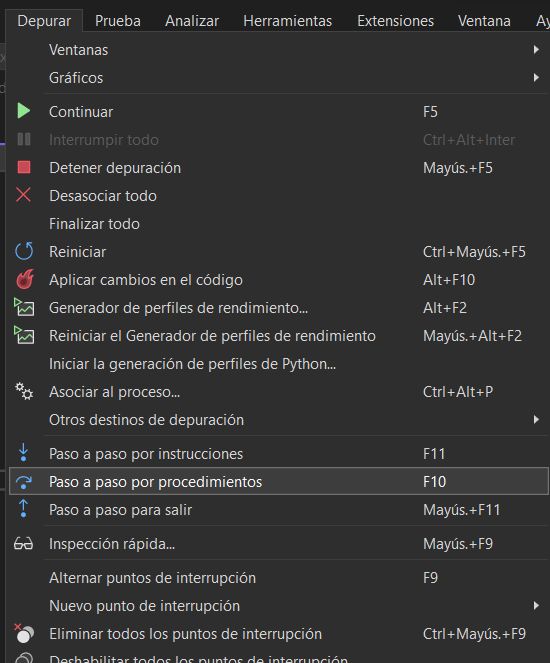 Depurar Prueba Analizar Herramientas Extensiones Ventana Ay
Ventanas
Gráficos
Continuar F5
Interrumpir todo Ctrl+Alt+Inter
Detener depuración Mayús.+F5
Desasociar todo
Finalizar todo
Reiniciar Ctrl+Mayús.+F5
Aplicar cambios en el código Alt+F10
Generador de perfiles de rendimiento... Alt+F2
Reiniciar el Generador de perfiles de rendimiento Mayús.+Alt+F2
Iniciar la generación de perfiles de Python...
Asociar al proceso... Ctrl+Alt+P
Otros destinos de depuración
Paso a paso por instrucciones F11
Paso a paso por procedimientos F10
Paso a paso para salir Mayús.+F11
Inspección rápida... Mayús.+F9
Alternar puntos de interrupción F9
Nuevo punto de interrupción
Eliminar todos los puntos de interrupción Ctrl+Mayús.+F9
Deshabilitar todos los puntos de interrupción